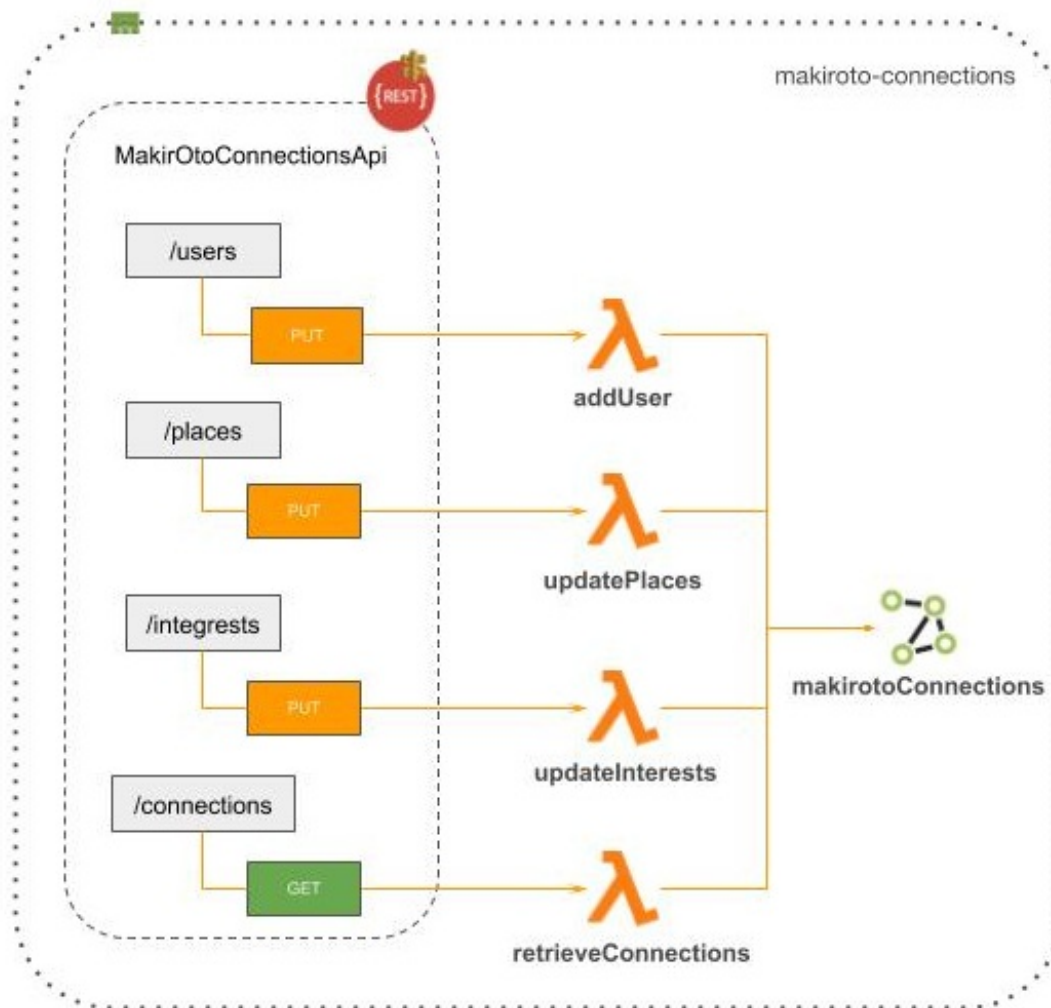 makiroto-connections
{REST}
MakirOtoConnectionsApi
/users
PUT
addUser
/places
PUT
updatePlaces
/integrests
PUT
updateInterests
makirotoConnections
/connections
GET
retrieveConnections